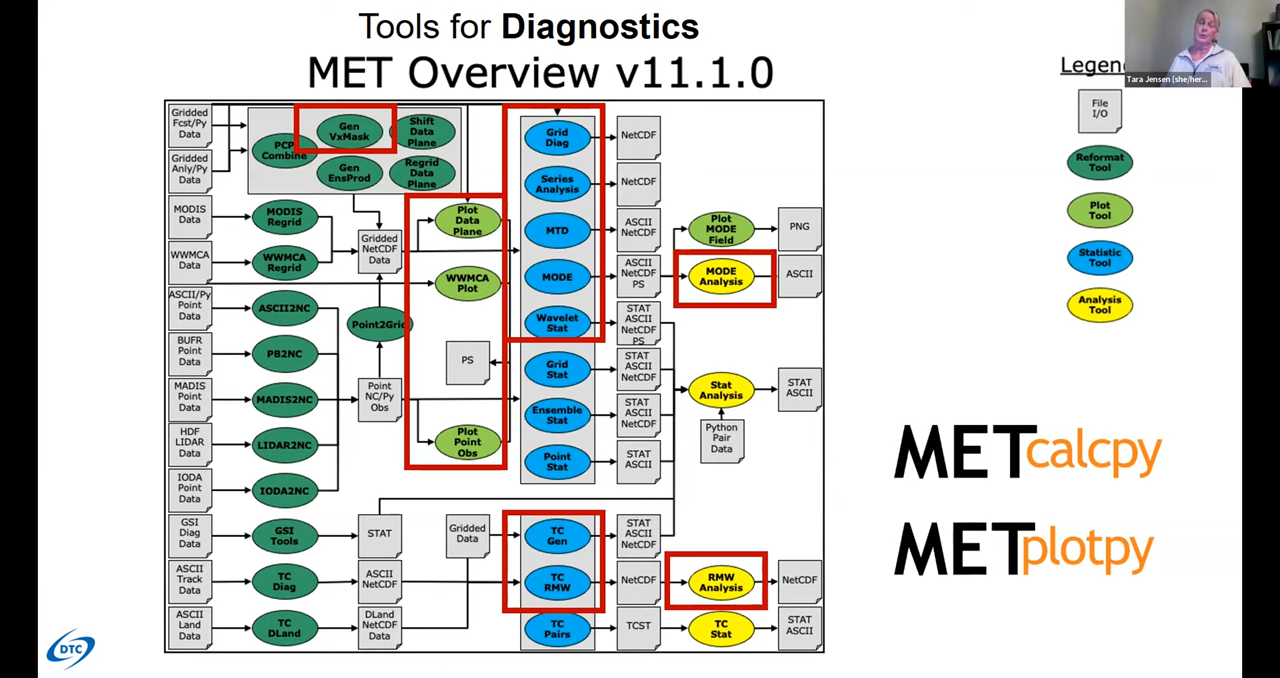 Tools for Diagnostics
MET Overview v11.1.0
Legen
Tara Jensen (she/her...
File
I/O
Reformat
Tool
Plot
Tool
Statistic
Tool
Analysis
Tool
Gridded
Fcst/Py
Data
Gridded
Anly/Py
Data
PCP
Combine
Gen
VxMask
Shift
Data
Plane
Gen
EnsProd
Regrid
Data
Plane
MODIS
Data
MODIS
Regrid
WWMCA
Data
WWMCA
Regrid
Gridded
NetCDF
Data
ASCII/Py
Point
Data
ASCII2NC
Point2Grid
BUFR
Point
Data
PB2NC
MADIS
Point
Data
MADIS2NC
Point
NC/Py
Obs
HDF
LIDAR
Data
LIDAR2NC
IODA
Point
Data
IODA2NC
GSI
Diag
Data
GSI
Tools
STAT
ASCII
Track
Data
TC
Diag
ASCII
NetCDF
ASCII
Land
Data
TC
DLand
DLand
NetCDF
Data
Plot
Data
Plane
WWMCA
Plot
PS
Plot
Point
Obs
Gridded
Data
Grid
Diag
NetCDF
Series
Analysis
NetCDF
MTD
ASCII
NetCDF
MODE
ASCII
NetCDF
PS
Wavelet
Stat
STAT
ASCII
NetCDF
PS
Grid
Stat
STAT
ASCII
NetCDF
Ensemble
Stat
STAT
ASCII
NetCDF
Point
Stat
STAT
ASCII
TC
Gen
STAT
ASCII
NetCDF
TC
RMW
NetCDF
TC
Pairs
TCST
Plot
MODE
Field
PNG
MODE
Analysis
ASCII
Stat
Analysis
STAT
ASCII
Python
Pair
Data
RMW
Analysis
NetCDF
TC
Stat
STAT
ASCII
METcalcpy
METplotpy
DTC